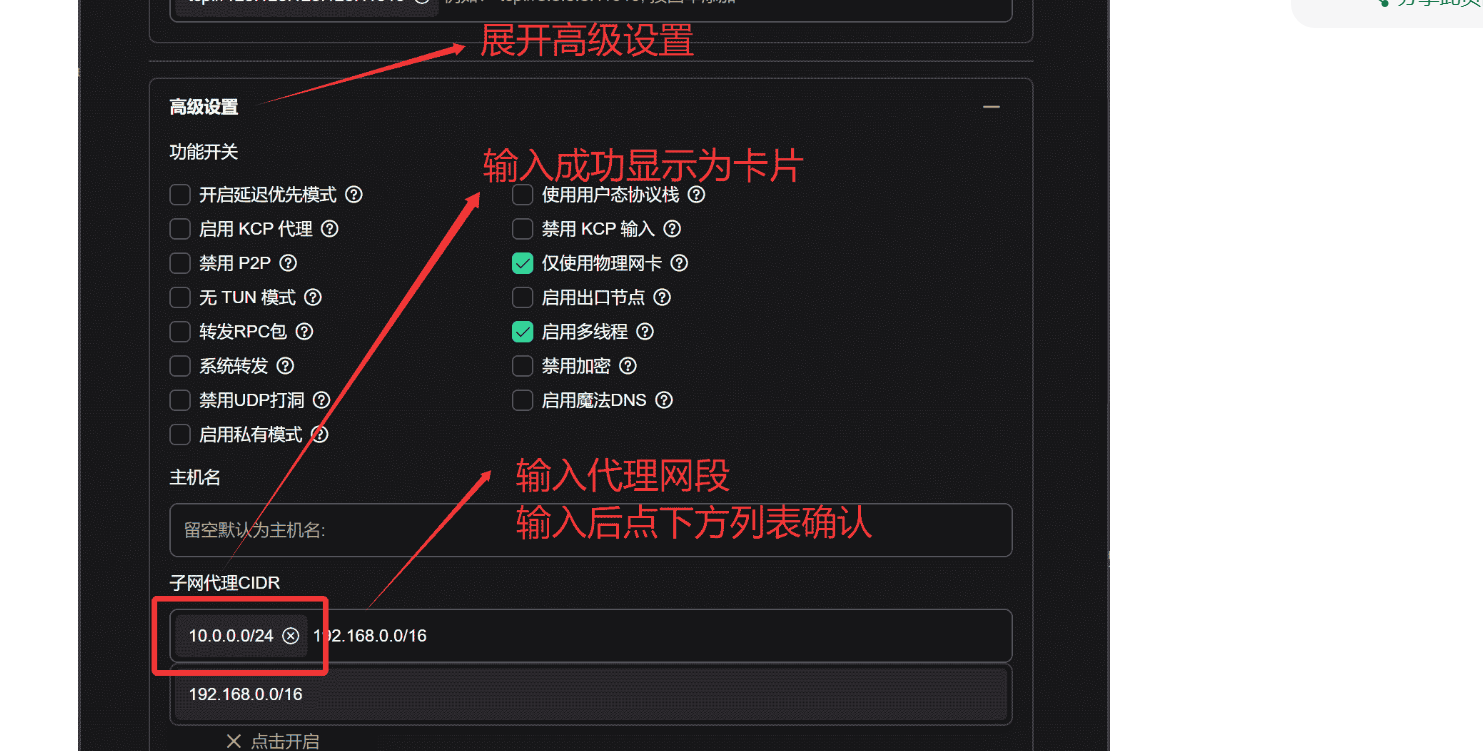 展开高级设置
高级设置
功能开关
输入成功显示为卡片
开启延迟优先模式
使用用户态协议栈
启用 KCP 代理
禁用 KCP 输入
禁用 P2P
仅使用物理网卡
无 TUN 模式
启用出口节点
转发RPC包
启用多线程
系统转发
禁用加密
禁用UDP打洞
启用魔法DNS
启用私有模式
主机名
输入代理网段
输入后点下方列表确认
留空默认为主机名:
子网代理CIDR
10.0.0.0/24 192.168.0.0/16
192.168.0.0/16
点击开启